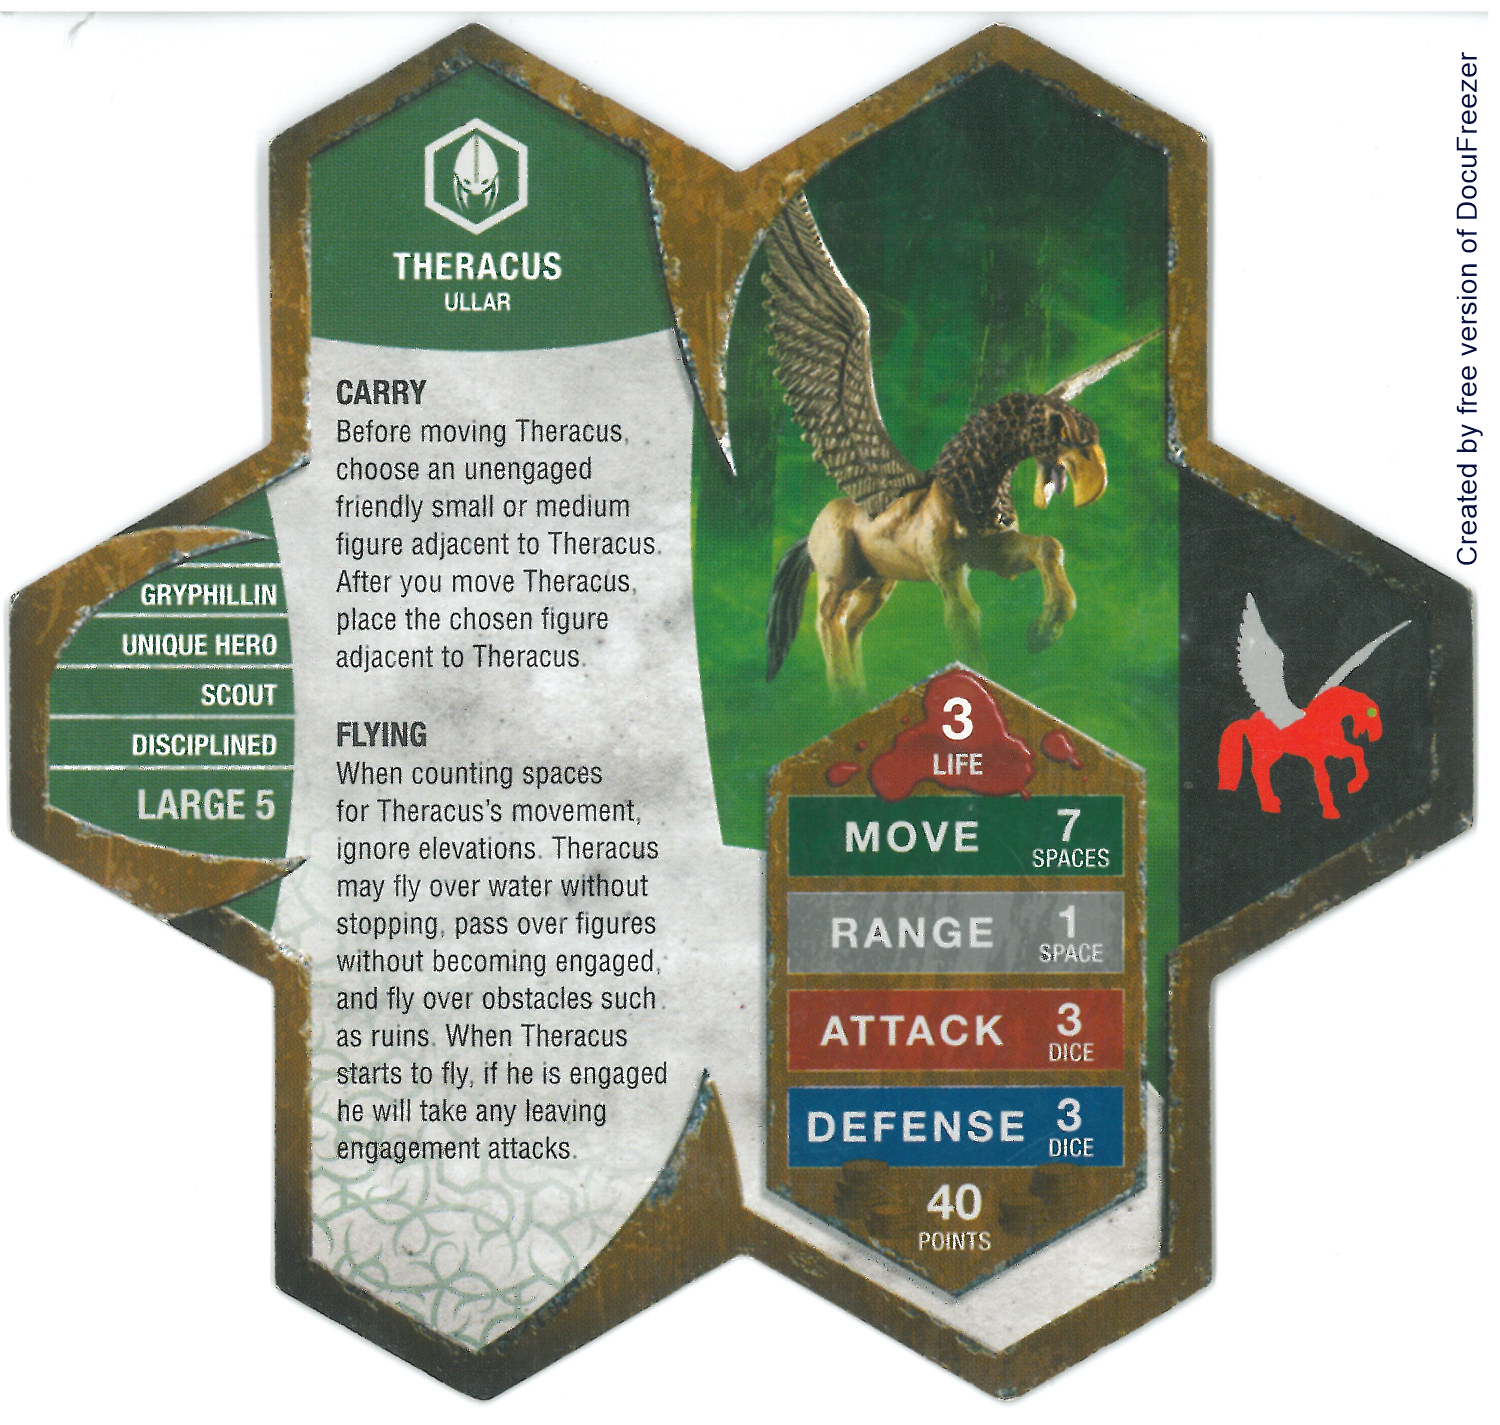 THERACUS
ULLAR
CARRY
Before moving Theracus,
choose an unengaged
friendly small or medium
figure adjacent to Theracus.
After you move Theracus,
place the chosen figure
adjacent to Theracus.
FLYING
When counting spaces
for Theracus's movement,
ignore elevations. Theracus
may fly over water without
stopping, pass over figures
without becoming engaged,
and fly over obstacles such
as ruins. When Theracus
starts to fly, if he is engaged
he will take any leaving
engagement attacks.
GRYPHILLIN
UNIQUE HERO
SCOUT
DISCIPLINED
LARGE 5
3
LIFE
MOVE 7
SPACES
RANGE 1
SPACE
ATTACK 3
DICE
DEFENSE 3
DICE
40
POINTS
Created by free version of DocuFreezer